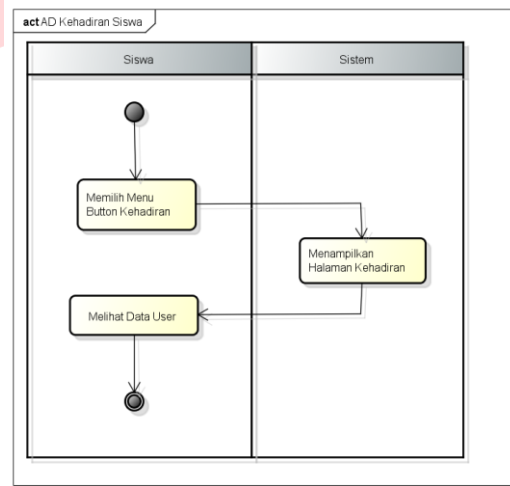 act AD Kehadiran Siswa
Siswa
Sistem
Memilih Menu
Button Kehadiran
Menampilkan
Halaman Kehadiran
Melihat Data User